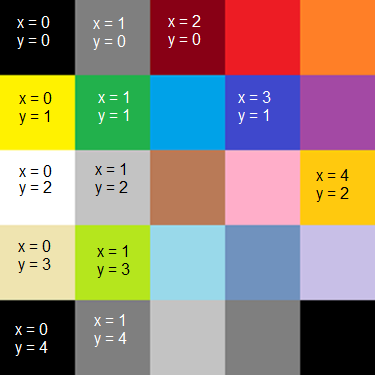 x = 0
y = 0
x = 1
y = 0
x = 2
y = 0
x = 0
y = 1
x = 1
y = 1
x = 3
y = 1
x = 0
y = 2
x = 1
y = 2
x = 4
y = 2
x = 0
y = 3
x = 1
y = 3
x = 0
y = 4
x = 1
y = 4